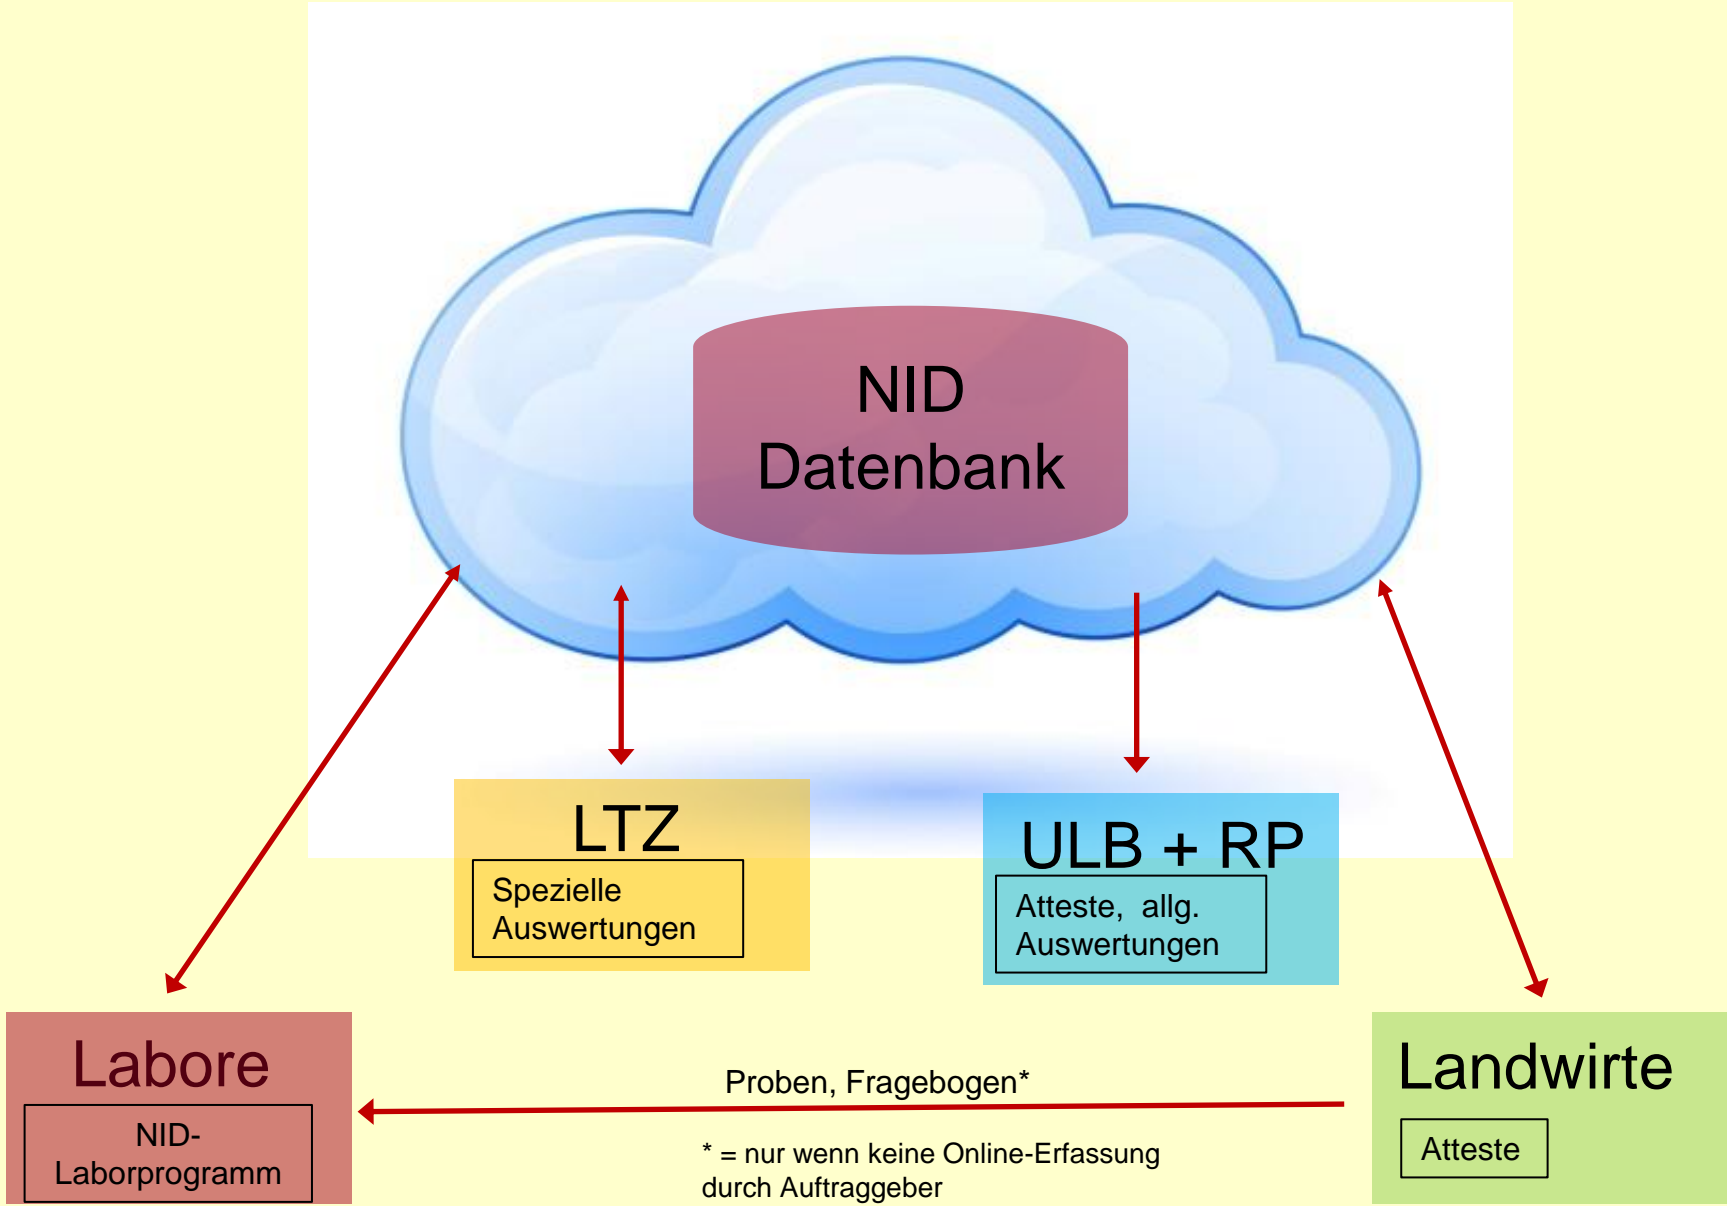 NID
Datenbank
LTZ
Spezielle
Auswertungen
ULB + RP
Atteste, allg.
Auswertungen
Labore
NID-
Laborprogramm
Proben, Fragebogen*
* = nur wenn keine Online-Erfassung
durch Auftraggeber
Landwirte
Atteste